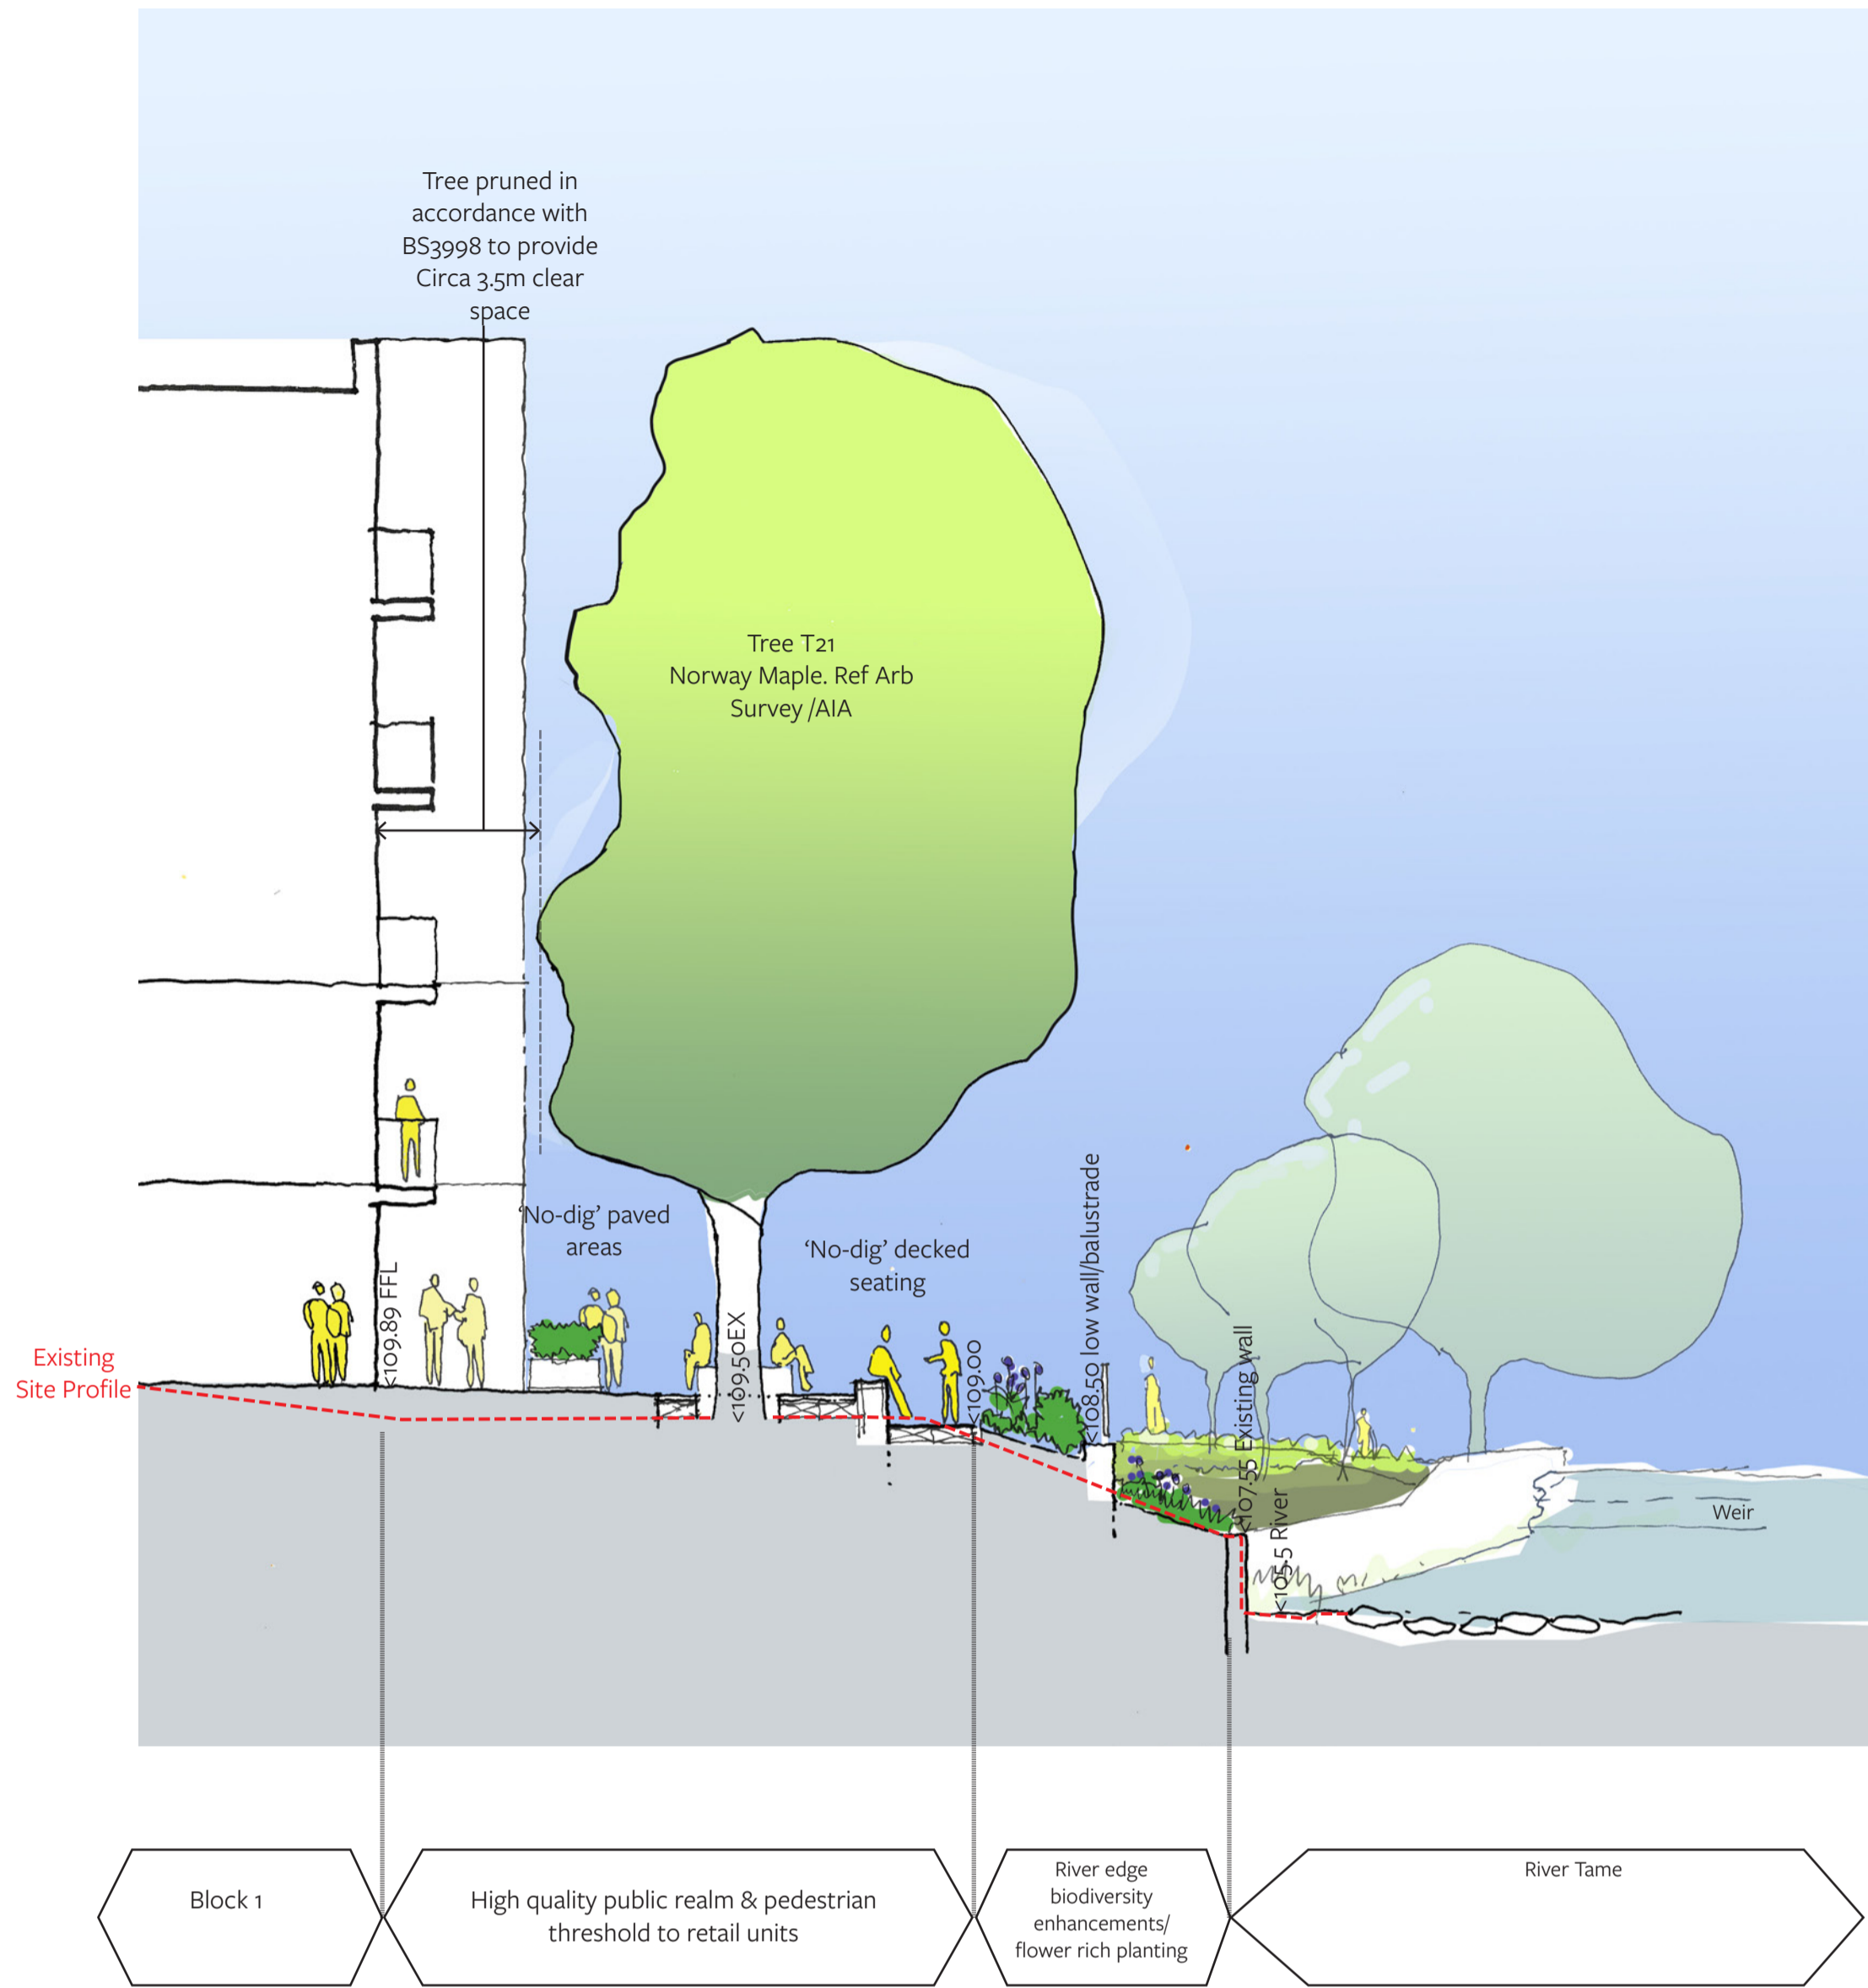 Tree pruned in
accordance with
BS3998 to provide
Circa 3.5m clear
space
Tree T21
Norway Maple. Ref Arb
Survey /AIA
'No-dig' paved
areas
'No-dig' decked
seating
<109.89 FFL
<109.50EX
<109.00
<108.50 low wall/balustrade
<107.55 Existing wall
<105.5 River
Existing
Site Profile
Weir
Block 1
High quality public realm & pedestrian
threshold to retail units
River edge
biodiversity
enhancements/
flower rich planting
River Tame